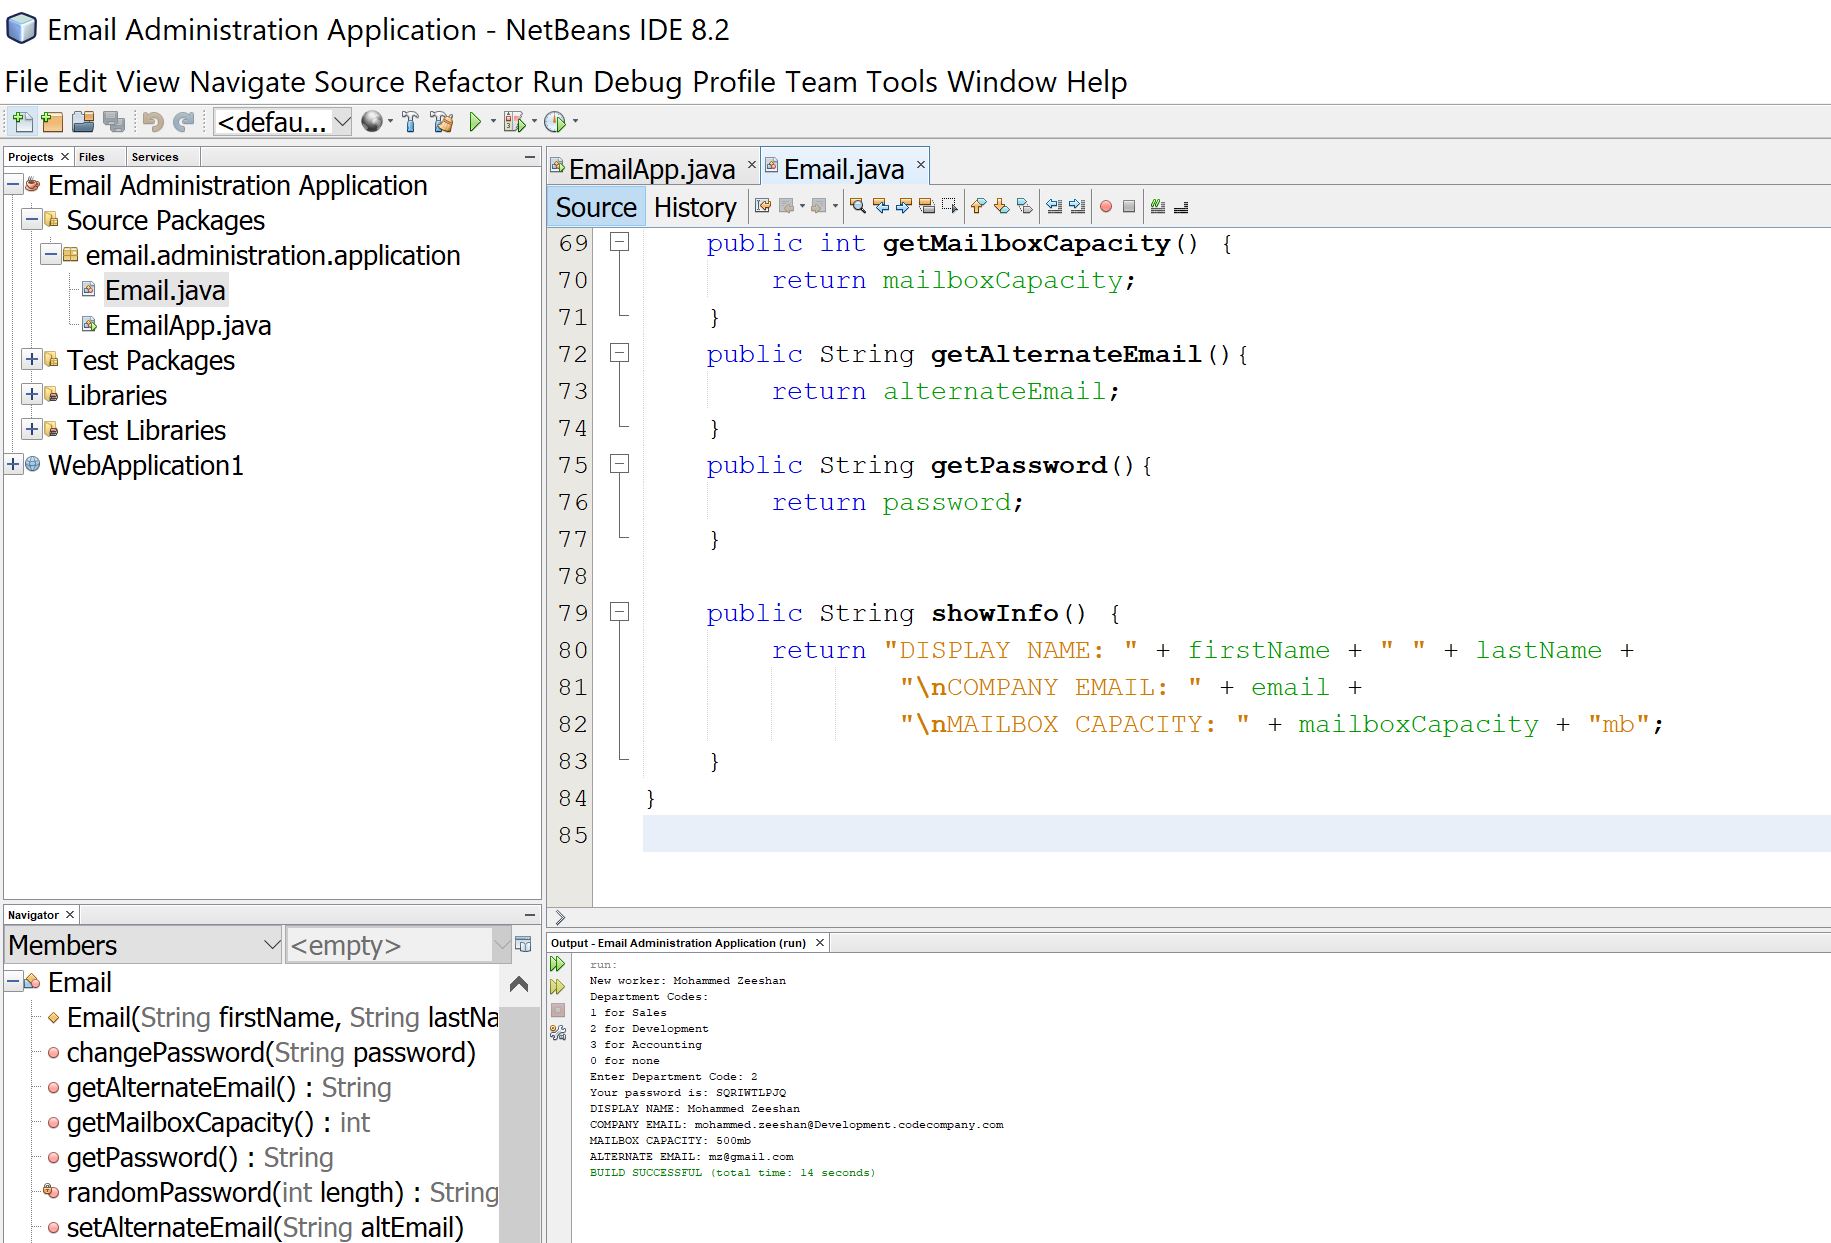 Email Administration Application - NetBeans IDE 8.2
File Edit View Navigate Source Refactor Run Debug Profile Team Tools Window Help
<defau...
Projects Files Services
Email Administration Application
Source Packages
email.administration.application
Email.java
EmailApp.java
Test Packages
Libraries
Test Libraries
WebApplication1
Navigator
Members <empty>
Email
Email(String firstName, String lastNa
changePassword(String password)
getAlternateEmail() : String
getMailboxCapacity() : int
getPassword() : String
randomPassword(int length) : String
setAlternateEmail(String altEmail)
EmailApp.java Email.java
Source History
69 public int getMailboxCapacity() {
70 return mailboxCapacity;
71 }
72 public String getAlternateEmail(){
73 return alternateEmail;
74 }
75 public String getPassword(){
76 return password;
77 }
78
79 public String showInfo() {
80 return "DISPLAY NAME: " + firstName + " " + lastName +
81 "\nCOMPANY EMAIL: " + email +
82 "\nMAILBOX CAPACITY: " + mailboxCapacity + "mb";
83 }
84 }
85
Output - Email Administration Application (run)
run:
New worker: Mohammed Zeeshan
Department Codes:
1 for Sales
2 for Development
3 for Accounting
0 for none
Enter Department Code: 2
Your password is: SQRIWTLPJQ
DISPLAY NAME: Mohammed Zeeshan
COMPANY EMAIL: mohammed.zeeshan@Development.codecompany.com
MAILBOX CAPACITY: 500mb
ALTERNATE EMAIL: mz@gmail.com
BUILD SUCCESSFUL (total time: 14 seconds)